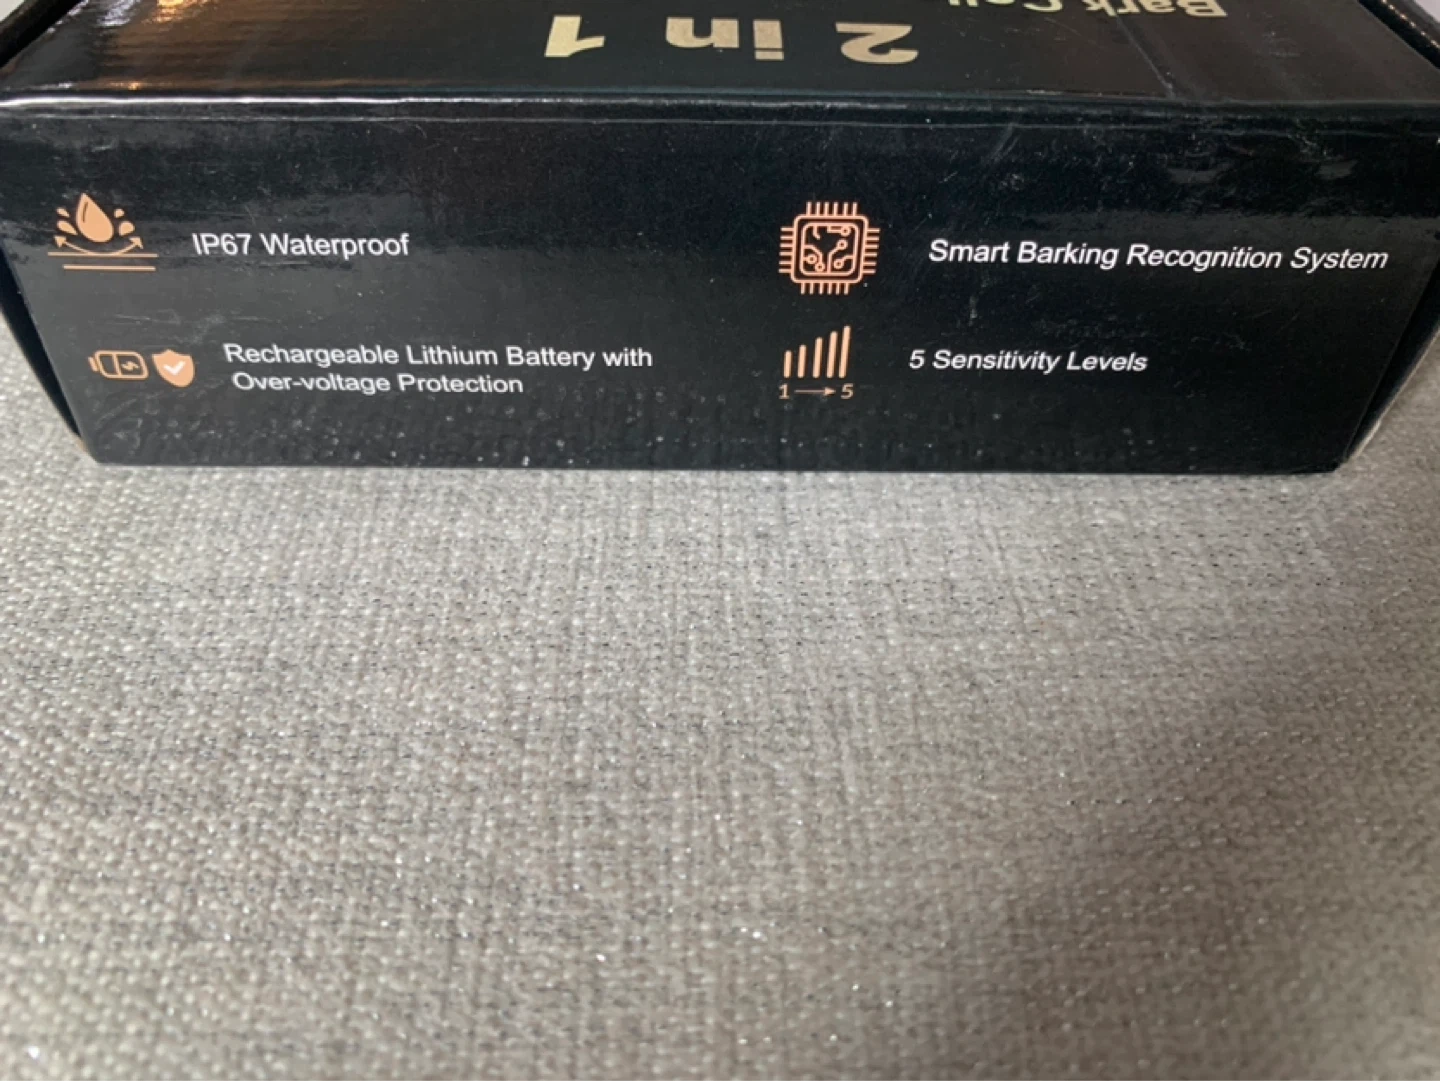 Bark
2 in 1
IP67 Waterproof
Smart Barking Recognition System
Rechargeable Lithium Battery with
Over-voltage Protection
5 Sensitivity Levels
1 → 5